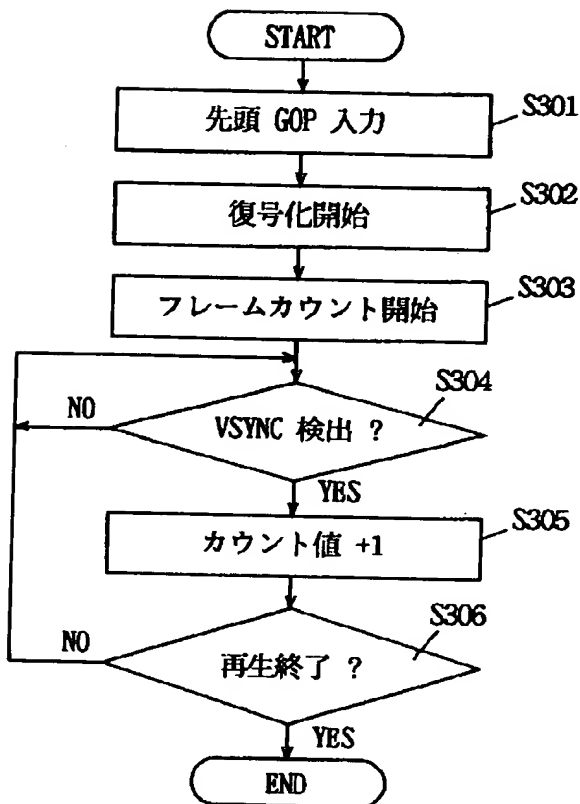 START
先頭 GOP 入力
S301
復号化開始
S302
フレームカウント開始
S303
VSYNC 検出 ?
S304
NO
YES
カウント値 +1
S305
再生終了 ?
S306
NO
YES
END